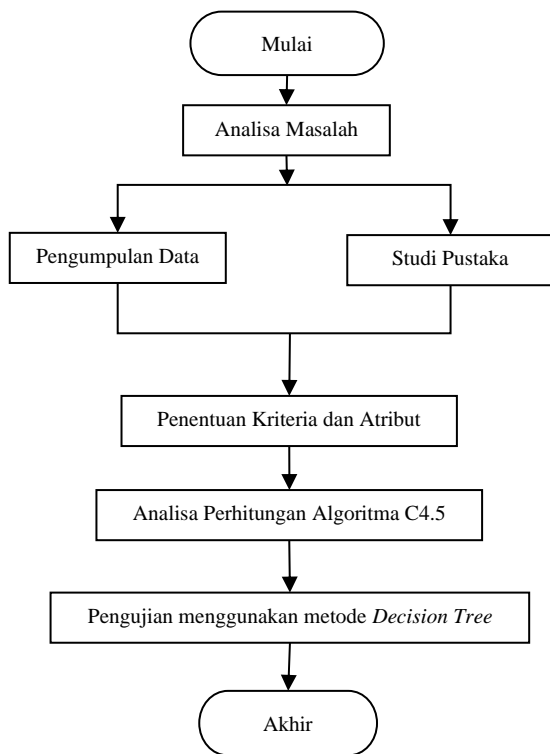 Mulai
Analisa Masalah
Pengumpulan Data
Studi Pustaka
Penentuan Kriteria dan Atribut
Analisa Perhitungan Algoritma C4.5
Pengujian menggunakan metode Decision Tree
Akhir